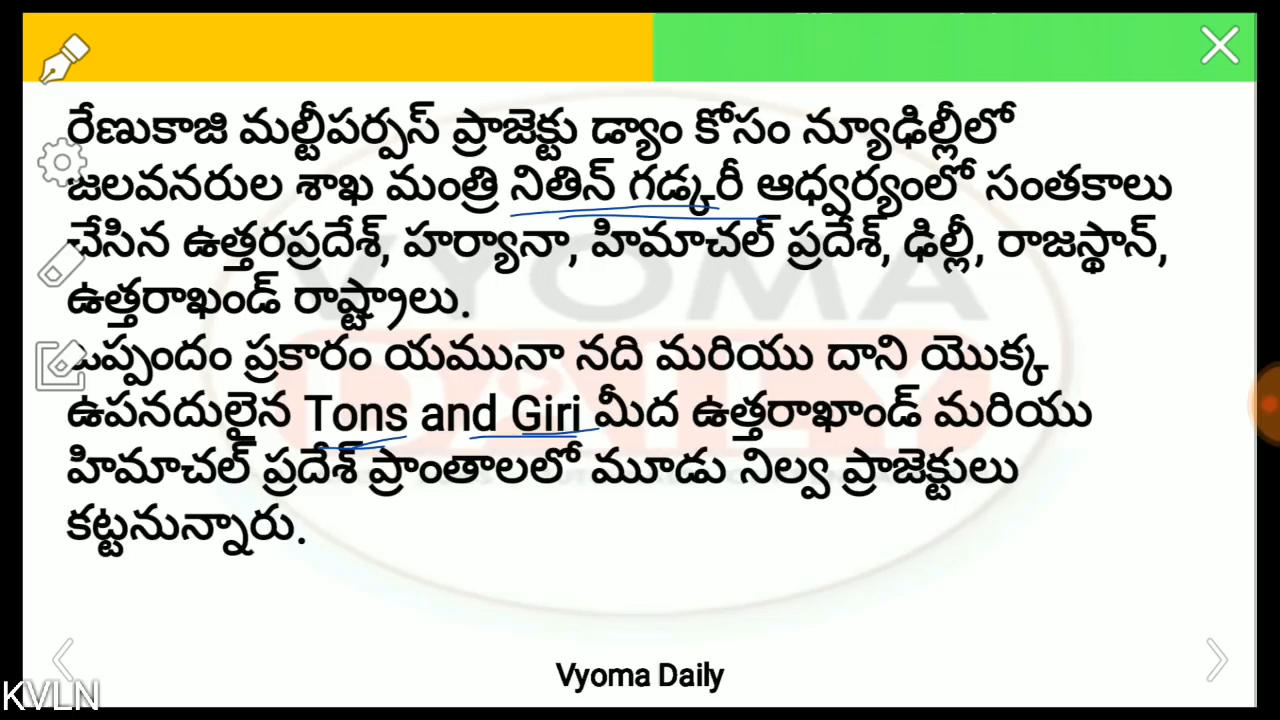 రేణుకాజి మల్టీపర్పస్ ప్రాజెక్టు డ్యాం కోసం న్యూఢిల్లీలో
జలవనరుల శాఖ మంత్రి నితిన్ గడ్కరీ ఆధ్వర్యంలో సంతకాలు
చేసిన ఉత్తరప్రదేశ్, హర్యానా, హిమాచల్ ప్రదేశ్, ఢిల్లీ, రాజస్థాన్,
ఉత్తరాఖండ్ రాష్ట్రాలు.
ఒప్పందం ప్రకారం యమునా నది మరియు దాని యొక్క
ఉపనదులైన Tons and Giri మీద ఉత్తరాఖాండ్ మరియు
హిమాచల్ ప్రదేశ్ ప్రాంతాలలో మూడు నిల్వ ప్రాజెక్టులు
కట్టనున్నారు.
VYOMA
DAILY
Vyoma Daily
KVLN